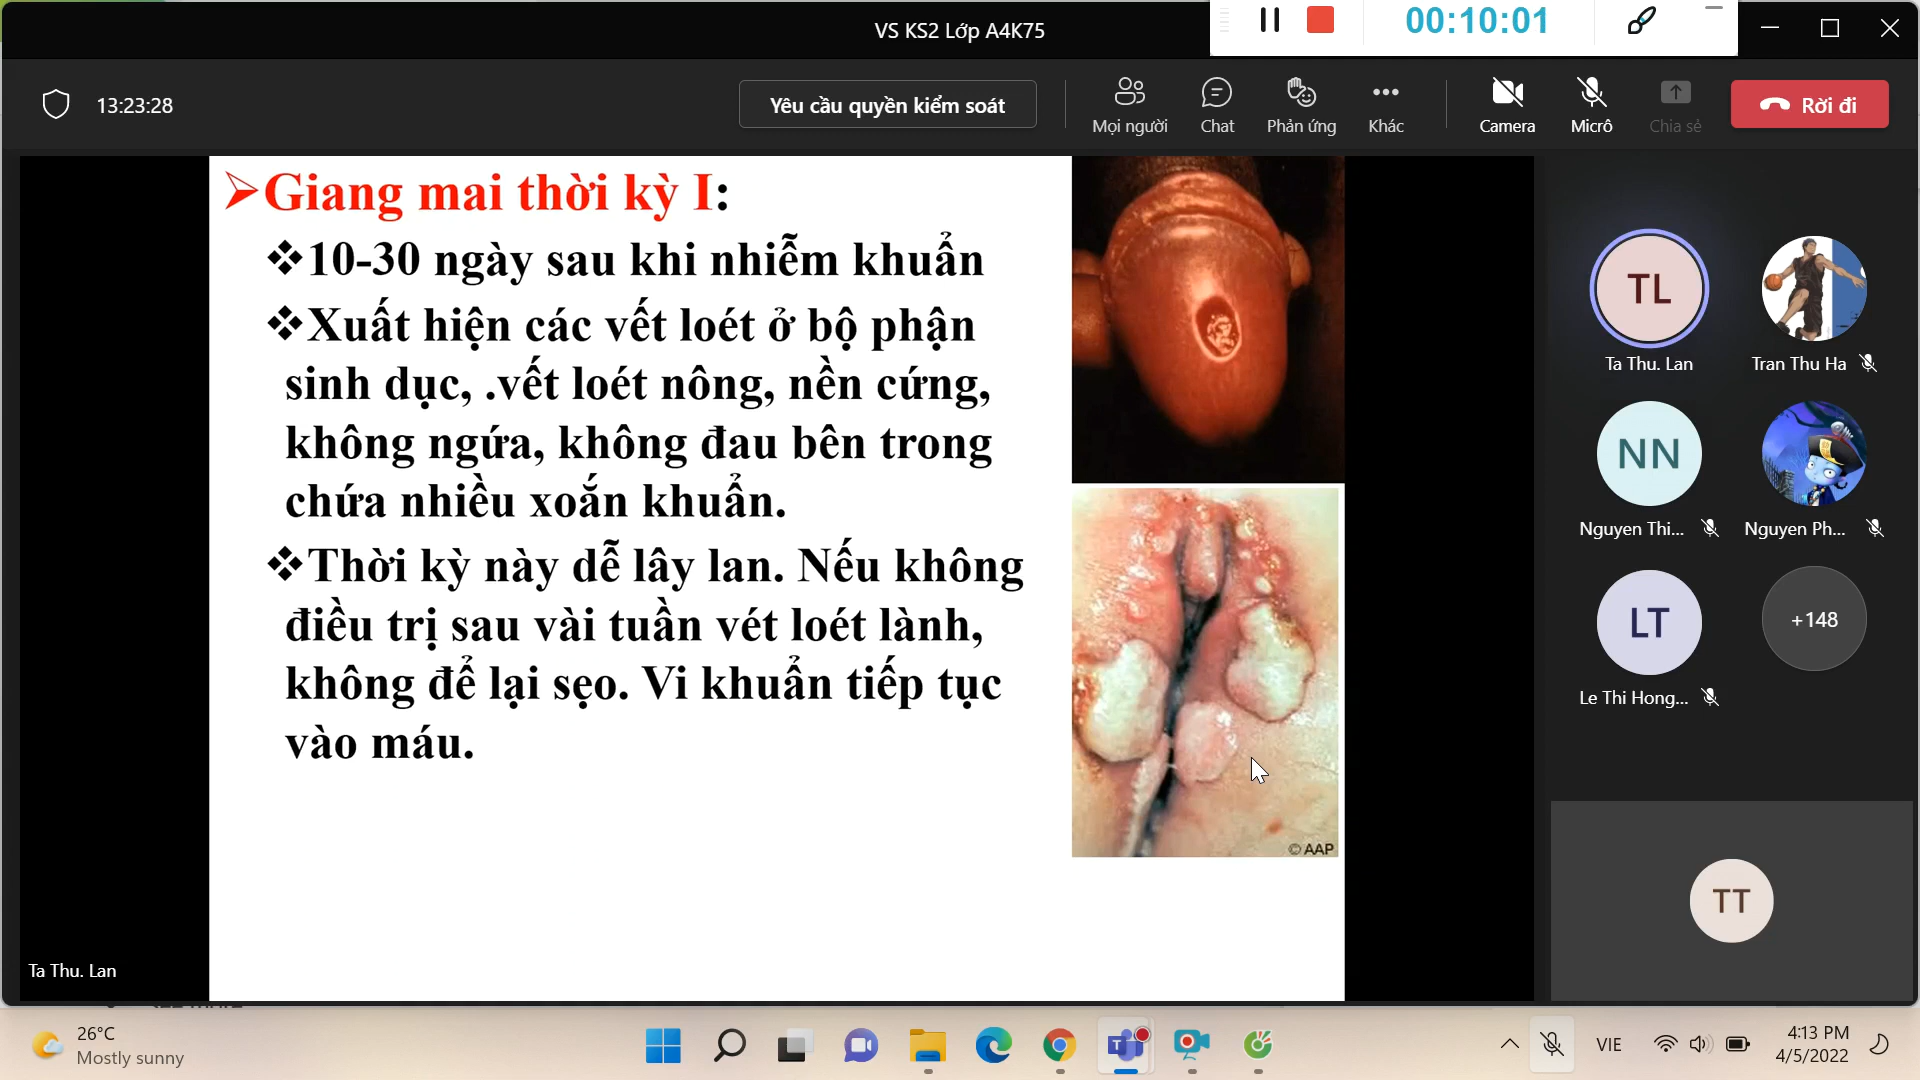 VS KS2 Lớp A4K75
00:10:01
13:23:28
Yêu cầu quyền kiểm soát
Mọi người
Chat
Phản ứng
Khác
Camera
Micrô
Chia sẻ
Rời đi
➢Giang mai thời kỳ I:
❖10-30 ngày sau khi nhiễm khuẩn
❖Xuất hiện các vết loét ở bộ phận
sinh dục, .vết loét nông, nền cứng,
không ngứa, không đau bên trong
chứa nhiều xoắn khuẩn.
❖Thời kỳ này dễ lây lan. Nếu không
điều trị sau vài tuần vét loét lành,
không để lại sẹo. Vi khuẩn tiếp tục
vào máu.
© AAP
Ta Thu. Lan
TL
Ta Thu. Lan
Tran Thu Ha
NN
Nguyen Thi...
Nguyen Ph...
LT
Le Thi Hong...
+148
TT
26°C
Mostly sunny
VIE
4:13 PM
4/5/2022